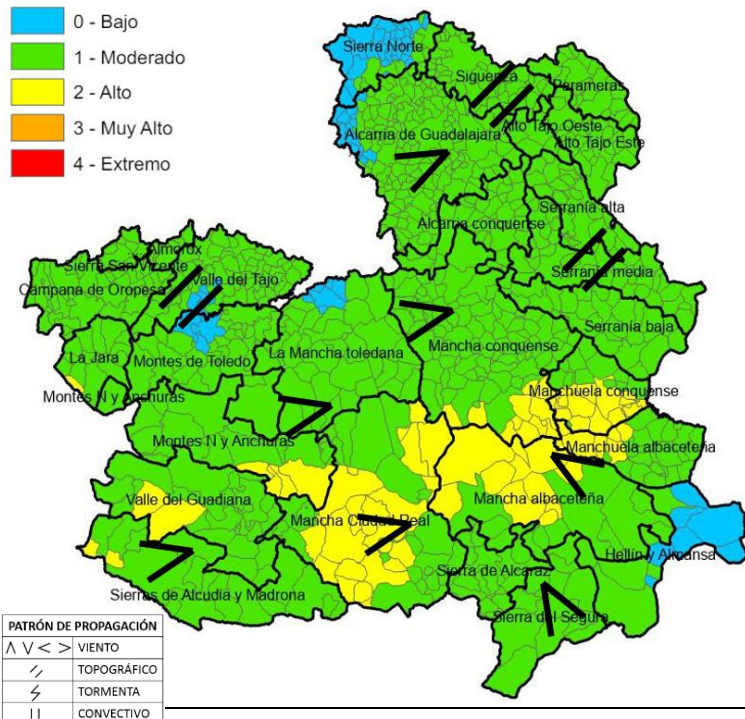 0 - Bajo
1 - Moderado
2 - Alto
3 - Muy Alto
4 - Extremo
Sierra Norte
Siguenza
Parameras
Alcarria de Guadalajara
Alto Tajo Oeste
Alto Tajo Este
Alcarria conquense
Serranía alta
Almorox
Sierra San Vicente
Valle del Tajo
Campana de Oropesa
Serranía media
Serranía baja
La Jara
Montes de Toledo
La Mancha toledana
Mancha conquense
Montes N y Anchuras
Manchuela conquense
Montes N y Anchuras
Manchuela albaceteña
Valle del Guadiana
Mancha Ciudad Real
Mancha albaceteña
Hellín y Almansa
Sierra de Alcaraz
Sierras de Alcudia y Madrona
Sierra del Segura
PATRÓN DE PROPAGACIÓN
VIENTO
TOPOGRÁFICO
TORMENTA
CONVECTIVO